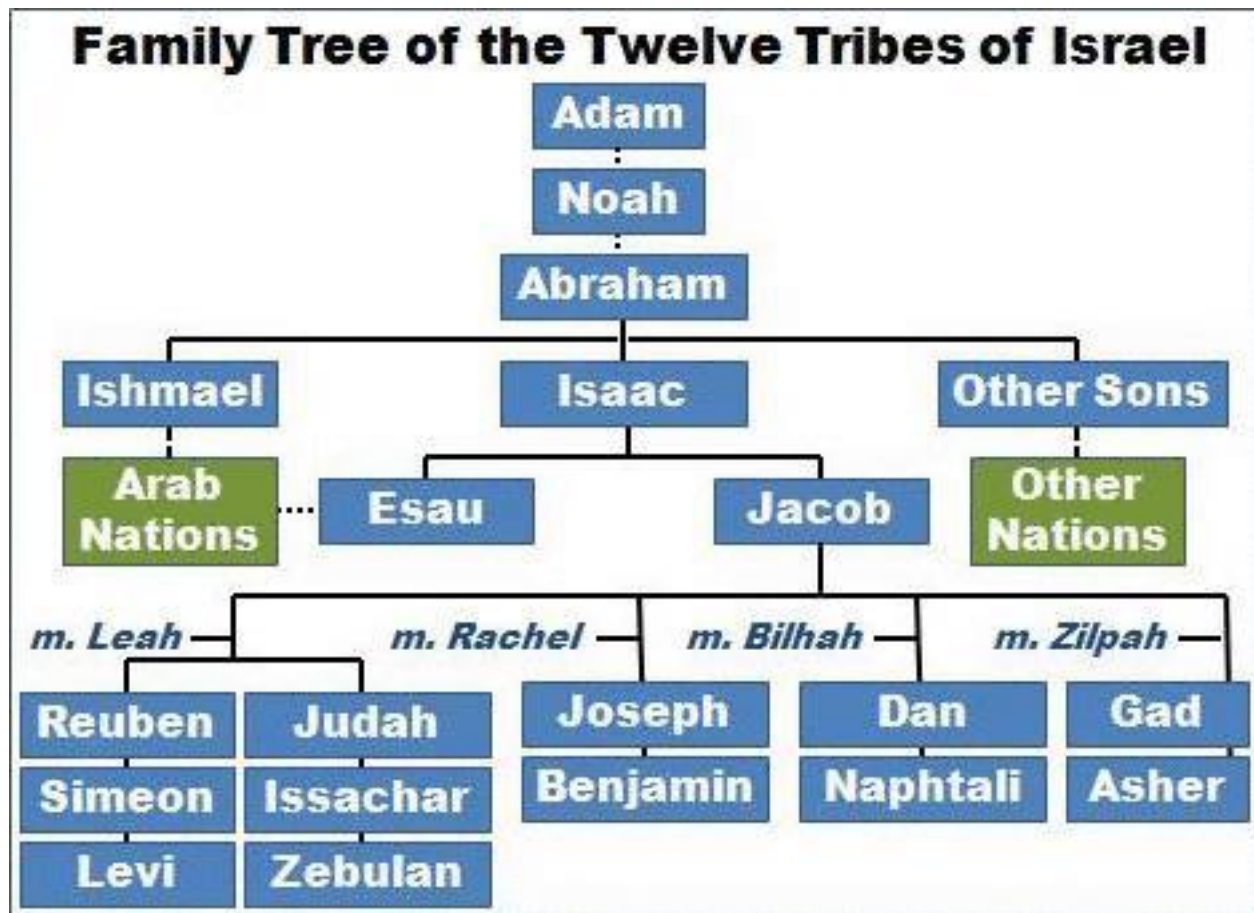 Family Tree of the Twelve Tribes of Israel
Adam
Noah
Abraham
Ishmael
Isaac
Other Sons
Arab
Nations
Esau
Jacob
Other
Nations
m. Leah
m. Rachel
m. Bilhah
m. Zilpah
Reuben
Judah
Joseph
Dan
Gad
Simeon
Issachar
Benjamin
Naphtali
Asher
Levi
Zebulan